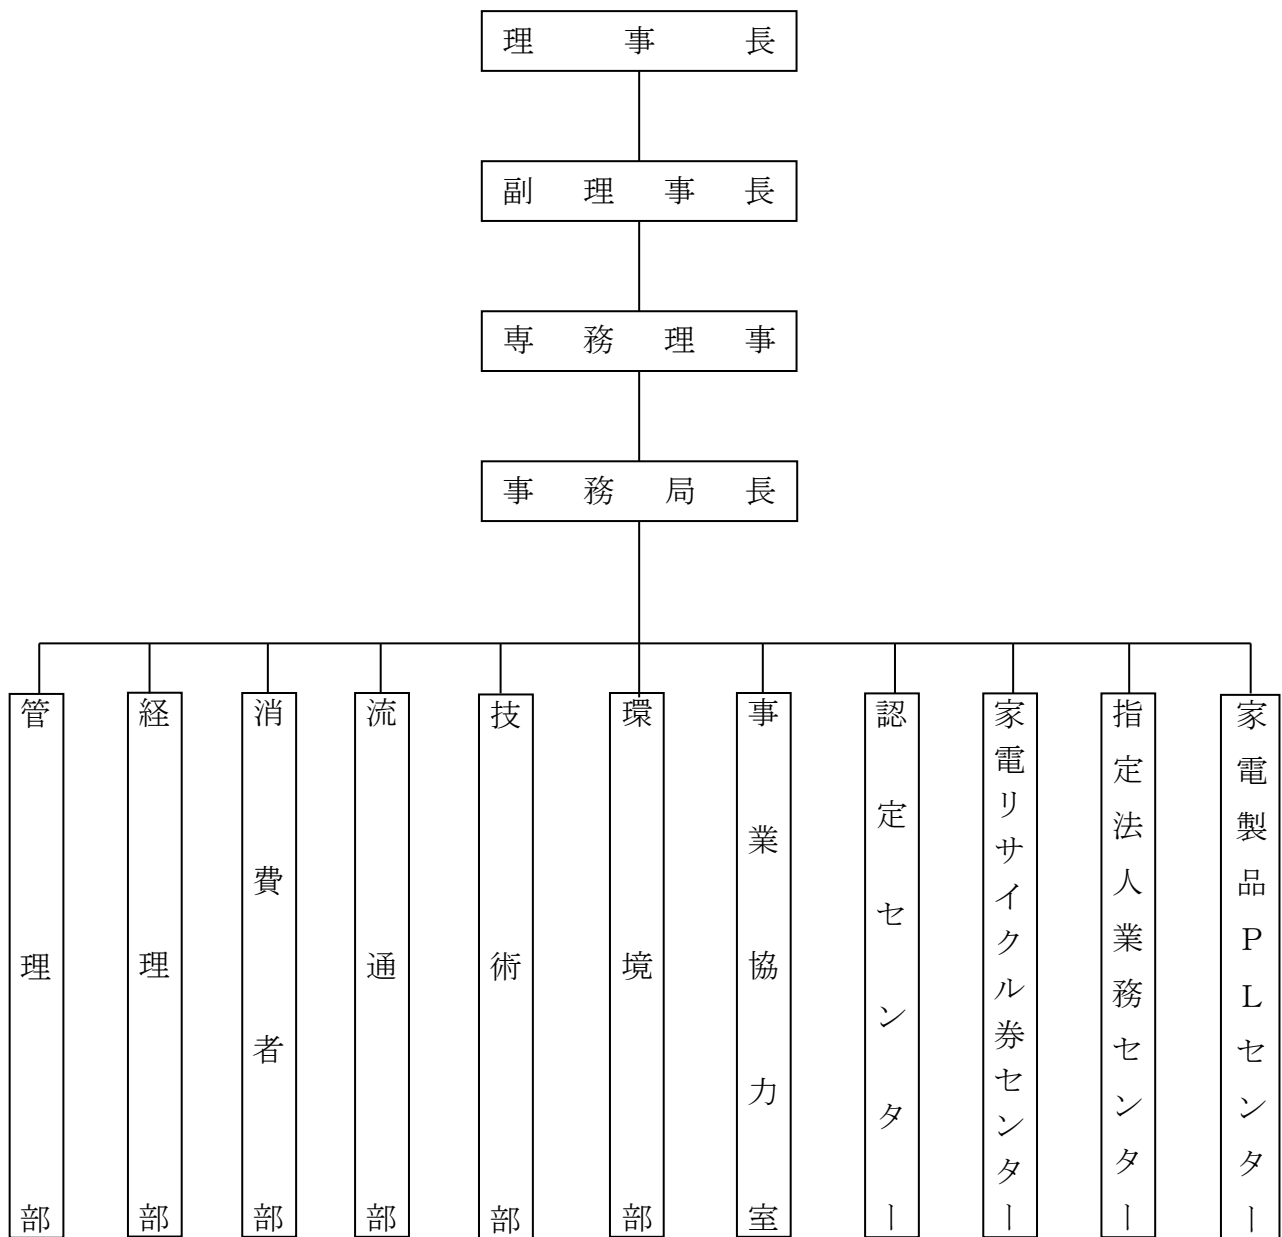 理事長
副理事長
専務理事
事務局長
管理部
経理部
消費者部
流通部
技術部
環境部
事業協力室
認定センター
家電リサイクル券センター
指定法人業務センター
家電製品PLセンター